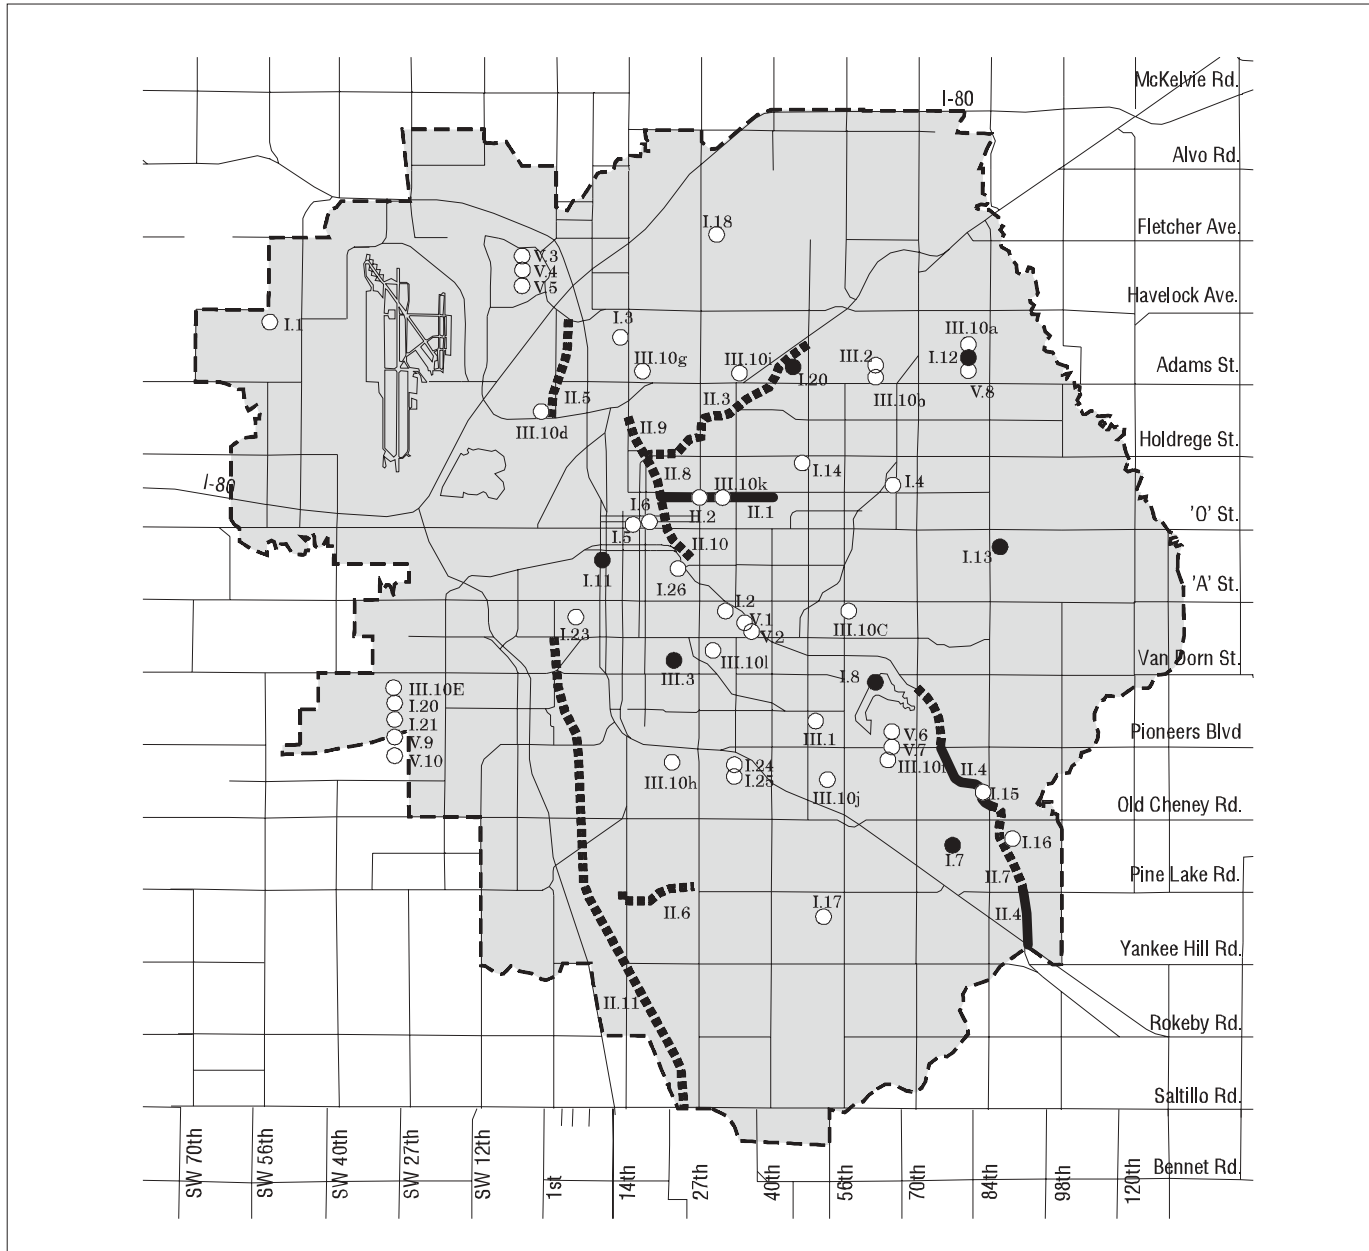 McKelvie Rd.
I-80
Alvo Rd.
I.18
Fletcher Ave.
V.3
V.4
V.5
Havelock Ave.
I.1
I.3
III.10a
III.10g
III.10i
III.2
I.12
Adams St.
I.20
II.5
II.3
III.10b
V.8
III.10d
II.9
Holdrege St.
II.8
I.14
I-80
III.10k
I.4
I.6
II.2
II.1
'O' St.
I.5
II.10
I.13
I.11
I.26
'A' St.
I.2
V.1
V.2
I.23
III.10C
III.10l
Van Dorn St.
III.3
I.8
III.10E
I.20
I.21
V.9
V.10
III.1
V.6
V.7
Pioneers Blvd
III.10h
I.24
I.25
III.10j
II.4
I.15
Old Cheney Rd.
I.7
I.16
II.7
Pine Lake Rd.
II.6
I.17
II.4
Yankee Hill Rd.
II.11
Rokeby Rd.
Saltillo Rd.
Bennet Rd.
SW 70th
SW 56th
SW 40th
SW 27th
SW 12th
1st
14th
27th
40th
56th
70th
84th
98th
120th